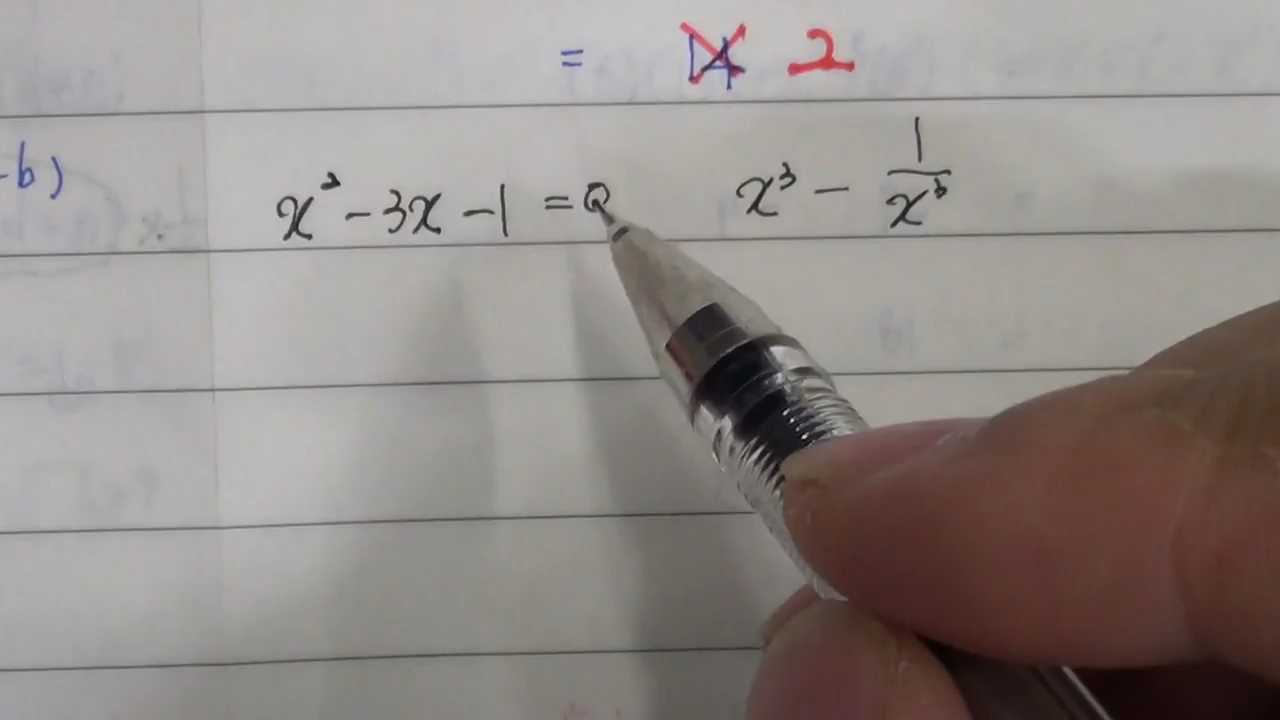 = 14 2
-b)
x² - 3x - 1 = 0 x³ - 1/x³